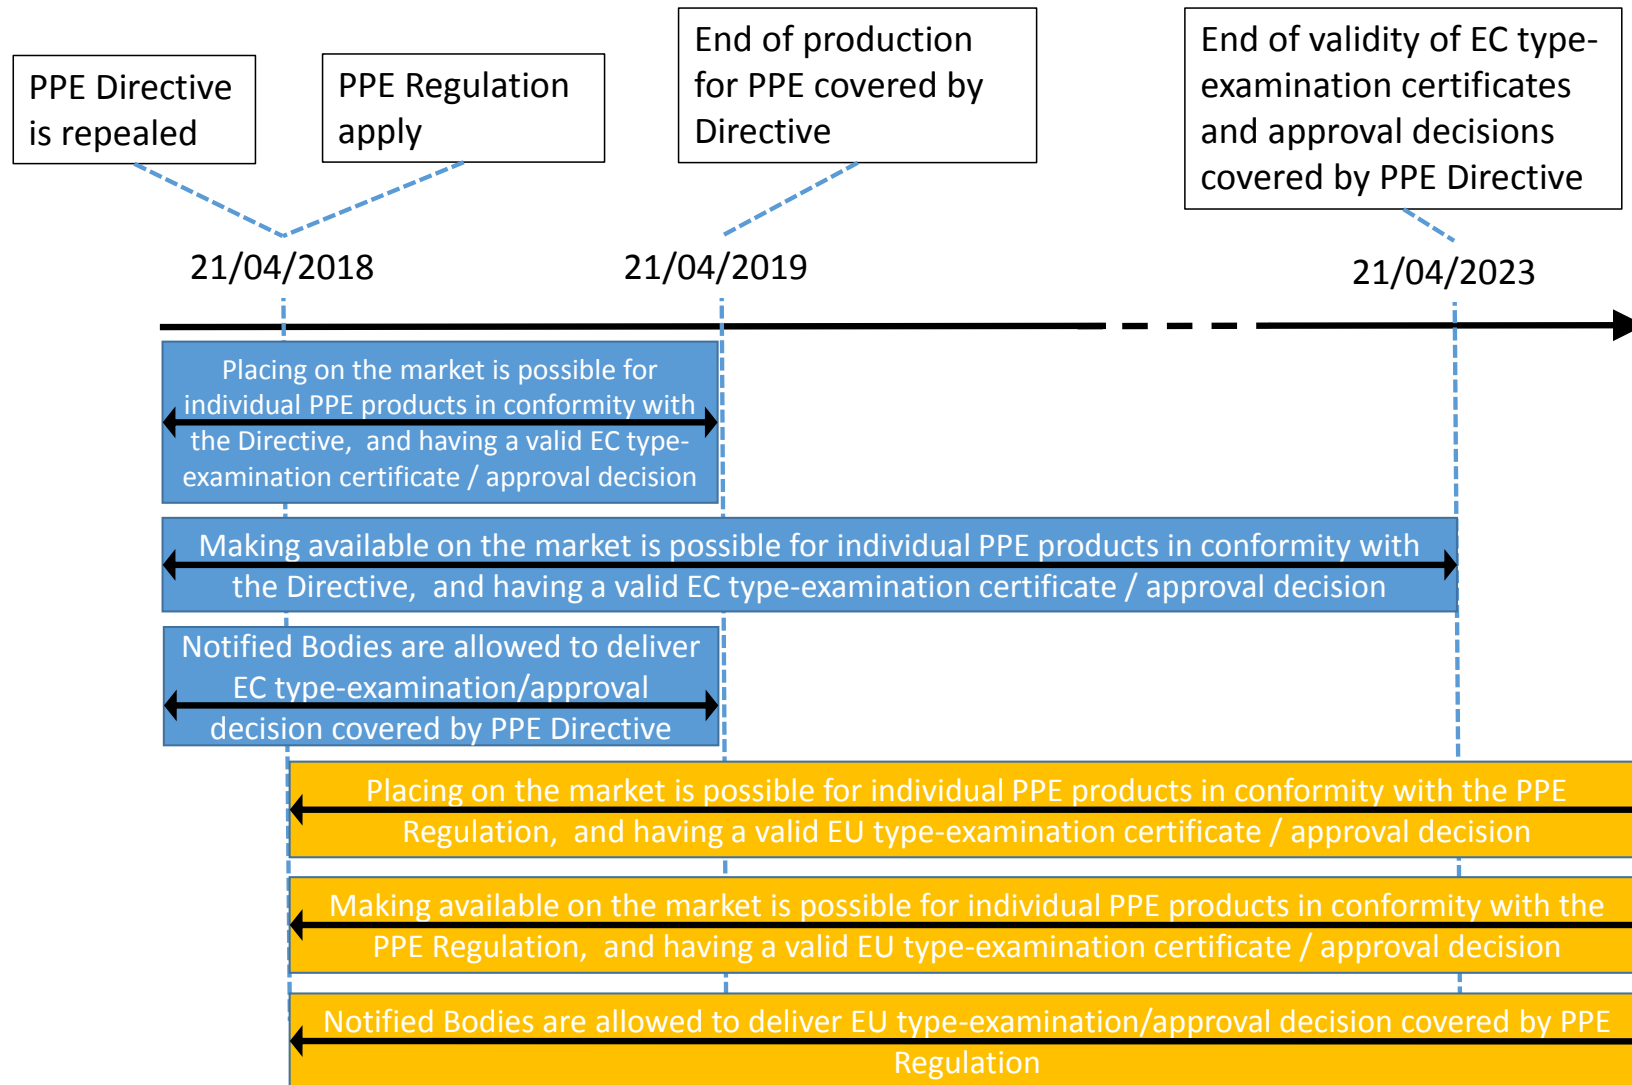 PPE Directive
is repealed
PPE Regulation
apply
End of production
for PPE covered by
Directive
End of validity of EC type-
examination certificates
and approval decisions
covered by PPE Directive
21/04/2018
21/04/2019
21/04/2023
Placing on the market is possible for
individual PPE products in conformity with
the Directive,  and having a valid EC type-
examination certificate / approval decision
Making available on the market is possible for individual PPE products in conformity with
the Directive,  and having a valid EC type-examination certificate / approval decision
Notified Bodies are allowed to deliver
EC type-examination/approval
decision covered by PPE Directive
Placing on the market is possible for individual PPE products in conformity with the PPE
Regulation,  and having a valid EU type-examination certificate / approval decision
Making available on the market is possible for individual PPE products in conformity with the
PPE Regulation,  and having a valid EU type-examination certificate / approval decision
Notified Bodies are allowed to deliver EU type-examination/approval decision covered by PPE
Regulation